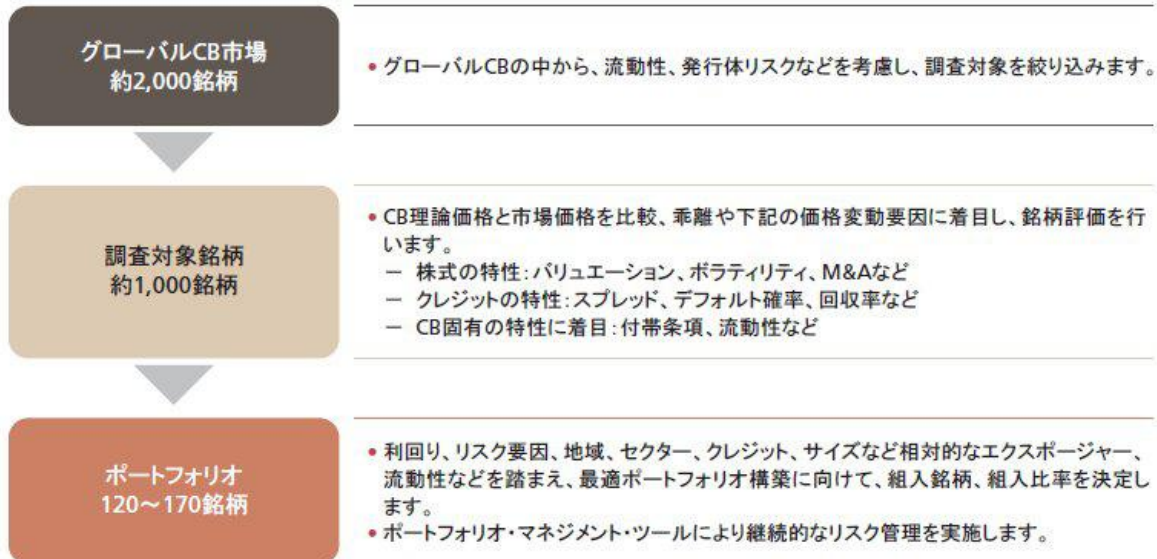 グローバルCB市場
約2,000銘柄
• グローバルCBの中から、流動性、発行体リスクなどを考慮し、調査対象を絞り込みます。
調査対象銘柄
約1,000銘柄
• CB理論価格と市場価格を比較、乖離や下記の価格変動要因に着目し、銘柄評価を行
います。
－ 株式の特性：バリュエーション、ボラティリティ、M&Aなど
－ クレジットの特性：スプレッド、デフォルト確率、回収率など
－ CB固有の特性に着目：付帯条項、流動性など
ポートフォリオ
120〜170銘柄
• 利回り、リスク要因、地域、セクター、クレジット、サイズなど相対的なエクスポージャー、
流動性などを踏まえ、最適ポートフォリオ構築に向けて、組入銘柄、組入比率を決定し
ます。
• ポートフォリオ・マネジメント・ツールにより継続的なリスク管理を実施します。